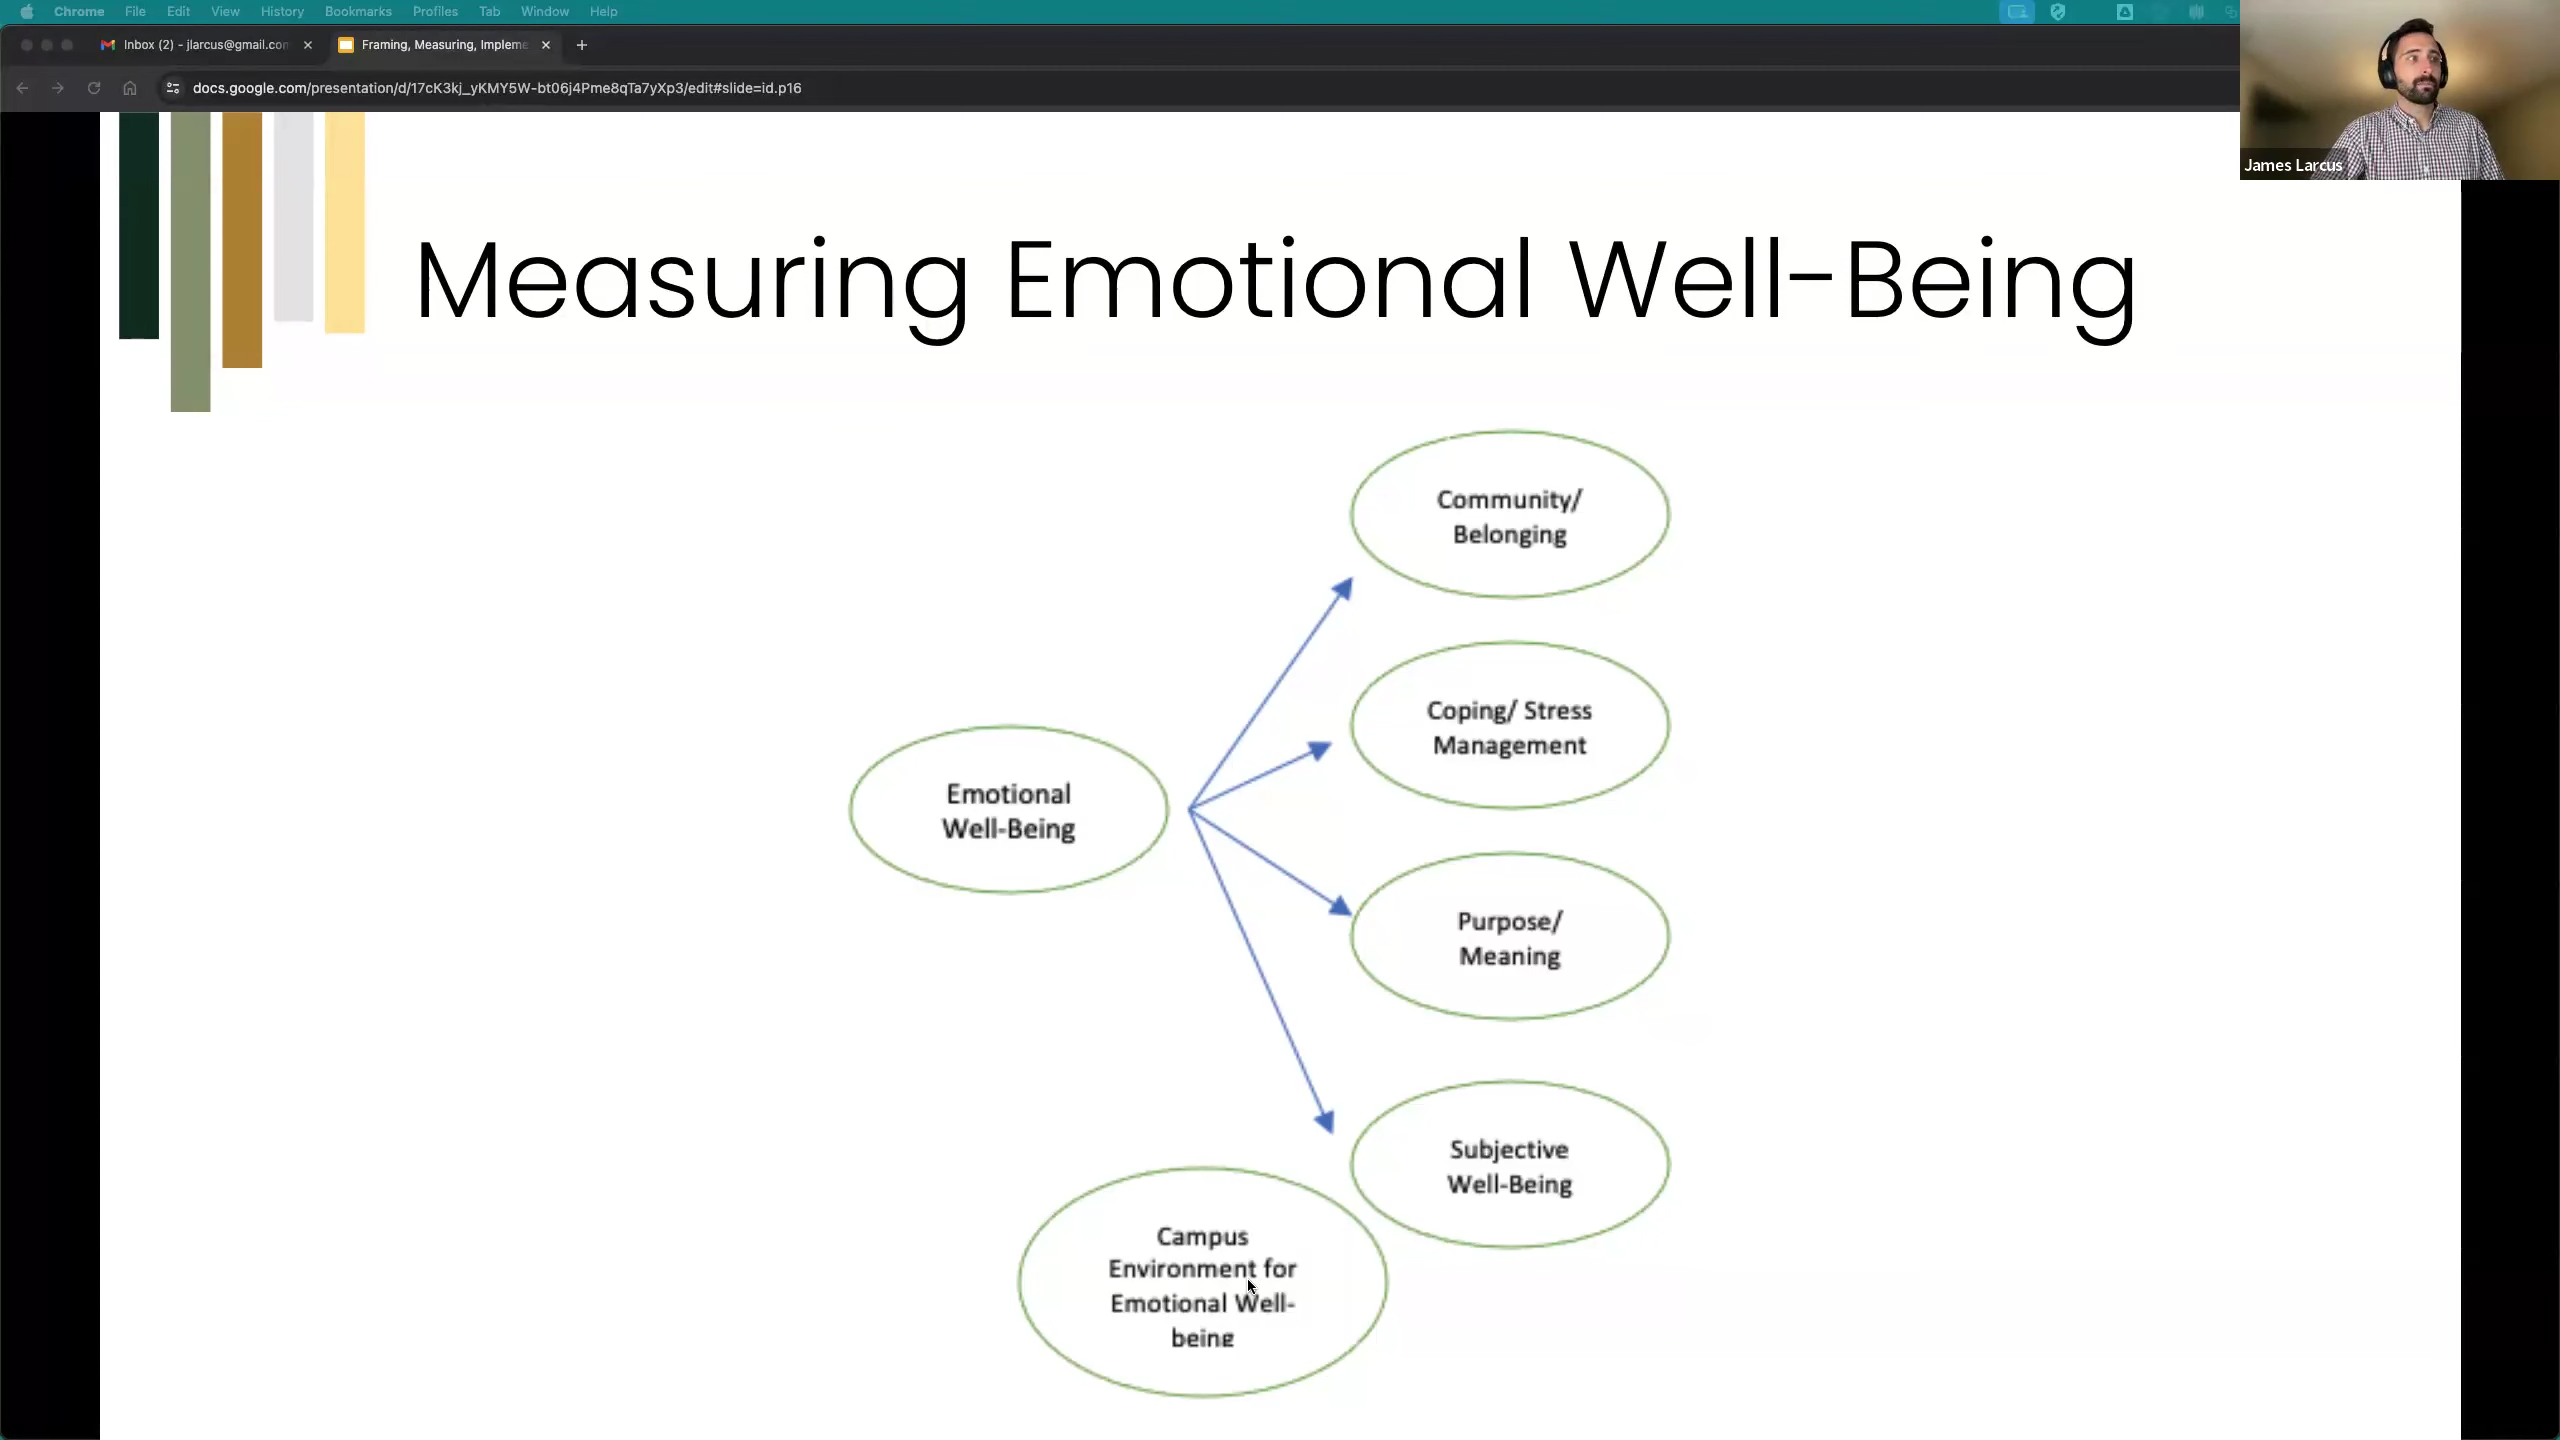 Chrome File Edit View History Bookmarks Profiles Tab Window Help
Inbox (2) - jlarcus@gmail.con
Framing, Measuring, Impleme
docs.google.com/presentation/d/17cK3kj_yKMY5W-bt06j4Pme8qTa7yXp3/edit#slide=id.p16
James Larcus
Measuring Emotional Well-Being
Community/
Belonging
Coping/ Stress
Management
Emotional
Well-Being
Purpose/
Meaning
Subjective
Well-Being
Campus
Environment for
Emotional Well-
being